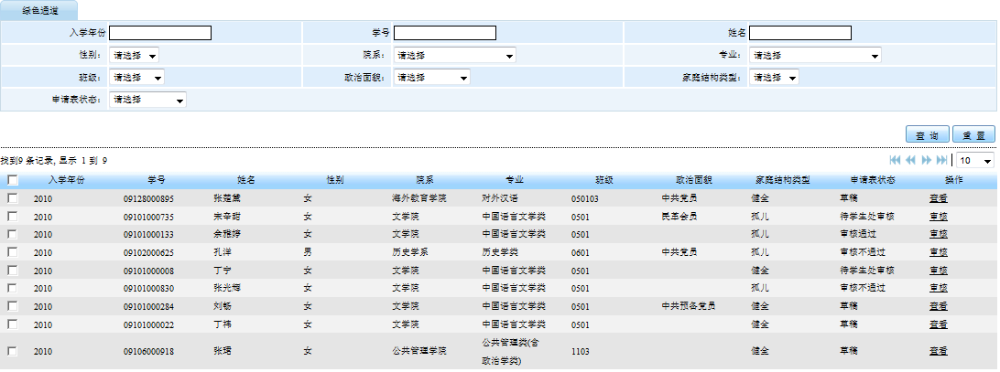 绿色通道
入学年份 学号 姓名
性别: 请选择 院系: 请选择 专业: 请选择
班级: 请选择 政治面貌: 请选择 家庭结构类型: 请选择
申请表状态: 请选择
查 询 重 置
找到9 条记录, 显示 1 到 9 10
入学年份 学号 姓名 性别 院系 专业 班级 政治面貌 家庭结构类型 申请表状态 操作
2010 09128000895 张楚黛 女 海外教育学院 对外汉语 050103 中共党员 健全 草稿 查看
2010 09101000735 宋辛甜 女 文学院 中国语言文学类 0501 民革会员 孤儿 待学生处审核 审核
2010 09101000133 余雅婷 女 文学院 中国语言文学类 0501 孤儿 审核通过 审核
2010 09102000625 孔洋 男 历史学系 历史学类 0601 中共党员 孤儿 审核不通过 审核
2010 09101000008 丁宁 女 文学院 中国语言文学类 0501 健全 待学生处审核 审核
2010 09101000830 张光辉 女 文学院 中国语言文学类 0501 孤儿 审核不通过 审核
2010 09101000284 刘畅 女 文学院 中国语言文学类 0501 中共预备党员 健全 草稿 查看
2010 09101000022 丁祎 女 文学院 中国语言文学类 0501 健全 草稿 查看
2010 09106000918 张珺 女 公共管理学院 公共管理类(含 1103 健全 草稿 查看
政治学类)